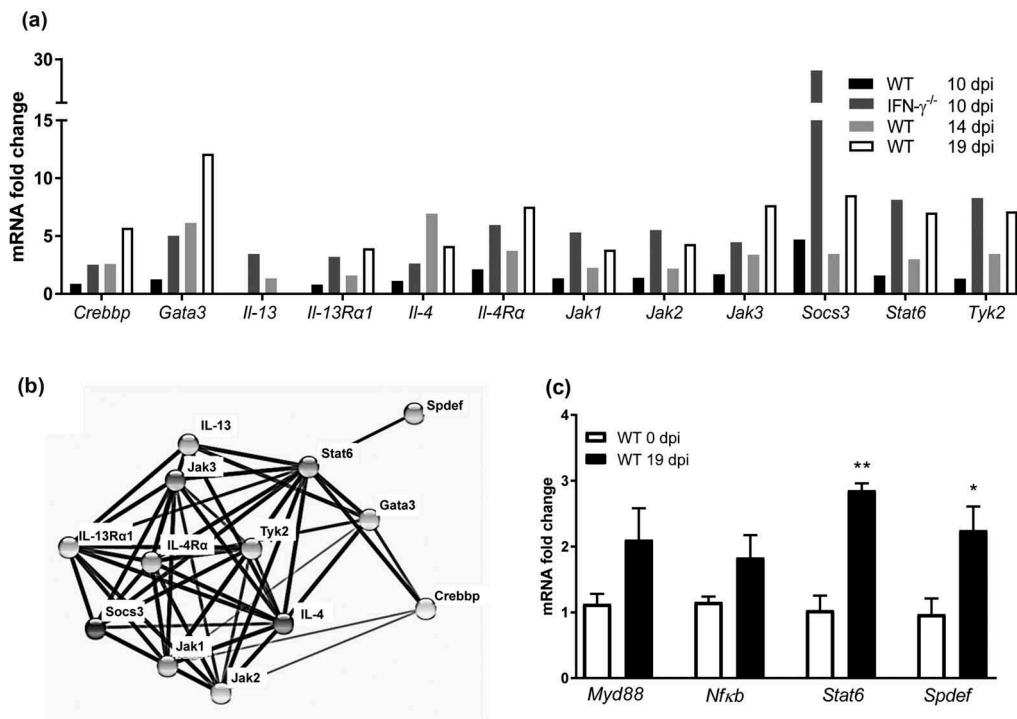 (a)
mRNA fold change
30
15
10
5
0
WT 10 dpi
IFN-γ-/- 10 dpi
WT 14 dpi
WT 19 dpi
Crebbp Gata3 Il-13 Il-13Rα1 Il-4 Il-4Rα Jak1 Jak2 Jak3 Socs3 Stat6 Tyk2
(b)
Spdef
IL-13
Stat6
Jak3
Gata3
IL-13Rα1
IL-4Rα
Tyk2
Crebbp
Socs3
IL-4
Jak1
Jak2
(c)
mRNA fold change
4
3
2
1
0
WT 0 dpi
WT 19 dpi
**
*
Myd88 Nfκb Stat6 Spdef